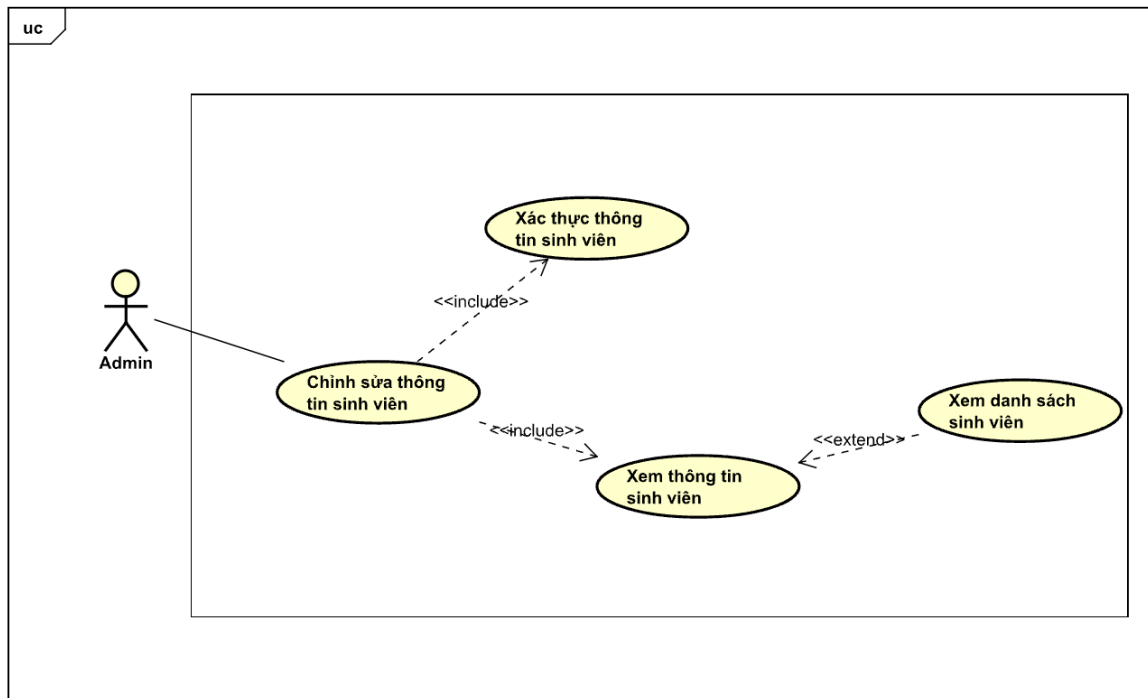 uc
Xác thực thông
tin sinh viên
<<include>>
Admin
Chỉnh sửa thông
tin sinh viên
Xem danh sách
sinh viên
<<include>>
<<extend>>
Xem thông tin
sinh viên